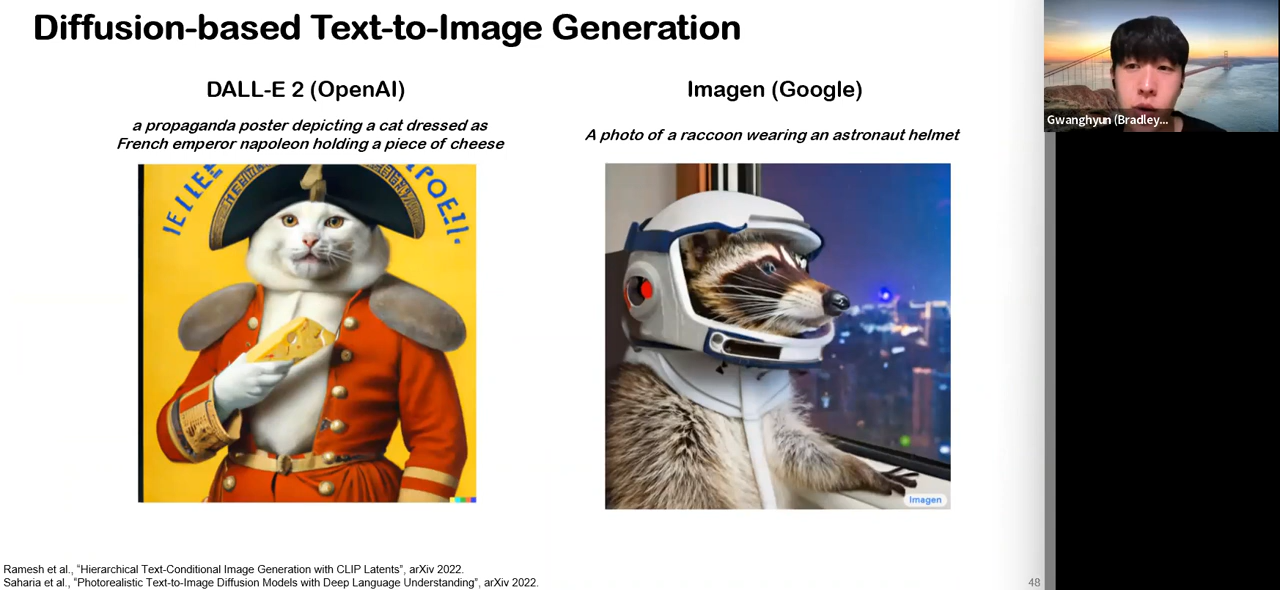 Diffusion-based Text-to-Image Generation
DALL-E 2 (OpenAI)
a propaganda poster depicting a cat dressed as
French emperor napoleon holding a piece of cheese
Imagen (Google)
A photo of a raccoon wearing an astronaut helmet
Imagen
Gwanghyun (Bradley...
Ramesh et al., “Hierarchical Text-Conditional Image Generation with CLIP Latents”, arXiv 2022.
Saharia et al., “Photorealistic Text-to-Image Diffusion Models with Deep Language Understanding”, arXiv 2022.
48